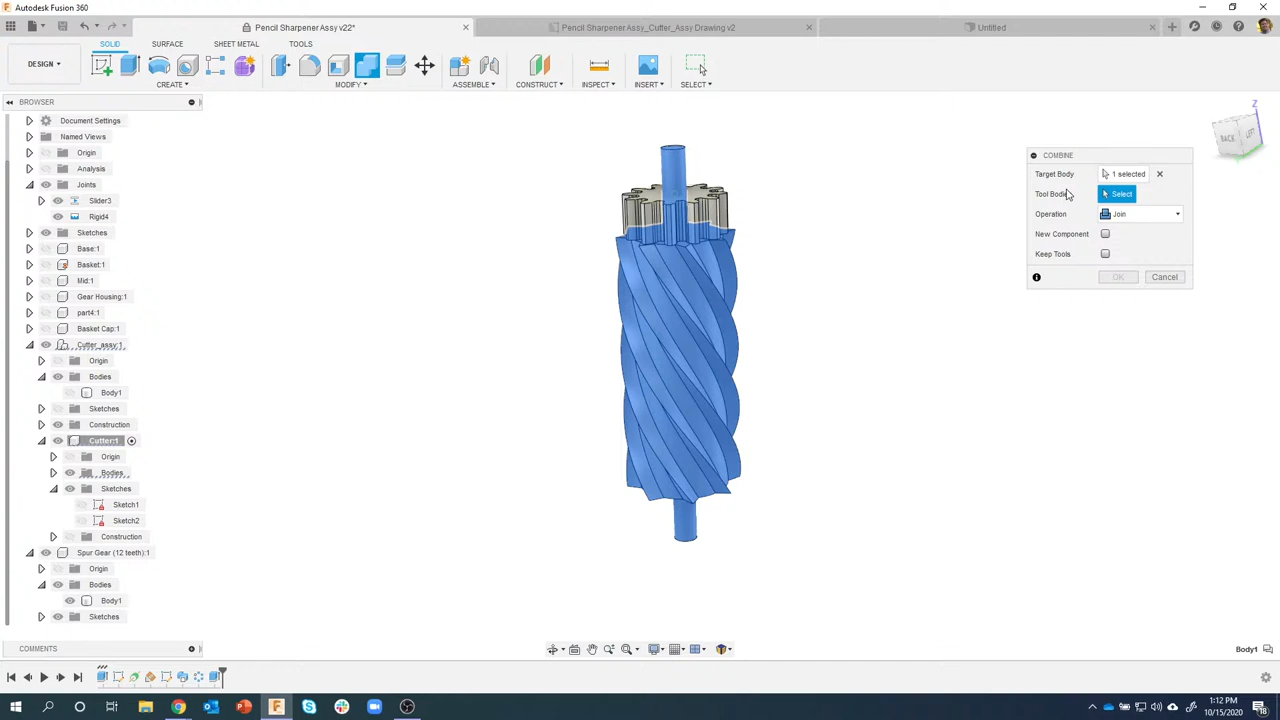 Autodesk Fusion 360
Pencil Sharpener Assy v22*
Pencil Sharpener Assy_Cutter_Assy Drawing v2
Untitled
SOLID
SURFACE
SHEET METAL
TOOLS
DESIGN
CREATE
MODIFY
ASSEMBLE
CONSTRUCT
INSPECT
INSERT
SELECT
BROWSER
Document Settings
Named Views
Origin
Analysis
Joints
Slider3
Rigid4
Sketches
Base:1
Basket:1
Mid:1
Gear Housing:1
part4:1
Basket Cap:1
Cutter_assy:1
Origin
Bodies
Body1
Sketches
Construction
Cutter:1
Origin
Bodies
Sketches
Sketch1
Sketch2
Construction
Spur Gear (12 teeth):1
Origin
Bodies
Body1
Sketches
COMMENTS
Z
BACK
LEFT
COMBINE
Target Body
1 selected
Tool Bodies
Select
Operation
Join
New Component
Keep Tools
OK
Cancel
Body1
1:12 PM
10/15/2020
18